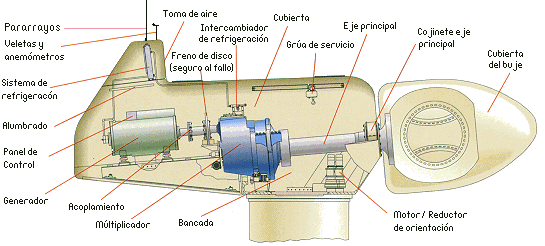 Pararrayos
Veletas y
anemómetros
Sistema de
refrigeracón
Alumbrado
Panel de
Control
Generador
Acoplamiento
Múltiplicador
Bancada
Toma de aire
Intercambiador
de refrigeración
Freno de disco
(seguro al fallo)
Cubierta
Grúa de servicio
Eje principal
Cojinete eje
principal
Cubierta
del buje
Motor / Reductor
de orientación